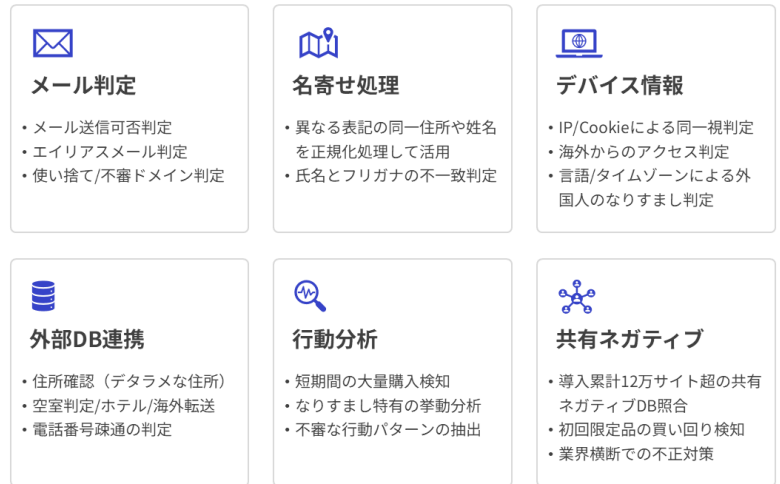 メール判定
・メール送信可否判定
・エイリアスメール判定
・使い捨て/不審ドメイン判定
名寄せ処理
・異なる表記の同一住所や姓名
を正規化処理して活用
・氏名とフリガナの不一致判定
デバイス情報
・IP/Cookieによる同一視判定
・海外からのアクセス判定
・言語/タイムゾーンによる外
国人のなりすまし判定
外部DB連携
・住所確認（デタラメな住所）
・空室判定/ホテル/海外転送
・電話番号疎通の判定
行動分析
・短期間の大量購入検知
・なりすまし特有の挙動分析
・不審な行動パターンの抽出
共有ネガティブ
・導入累計12万サイト超の共有
ネガティブDB照合
・初回限定品の買い回り検知
・業界横断での不正対策